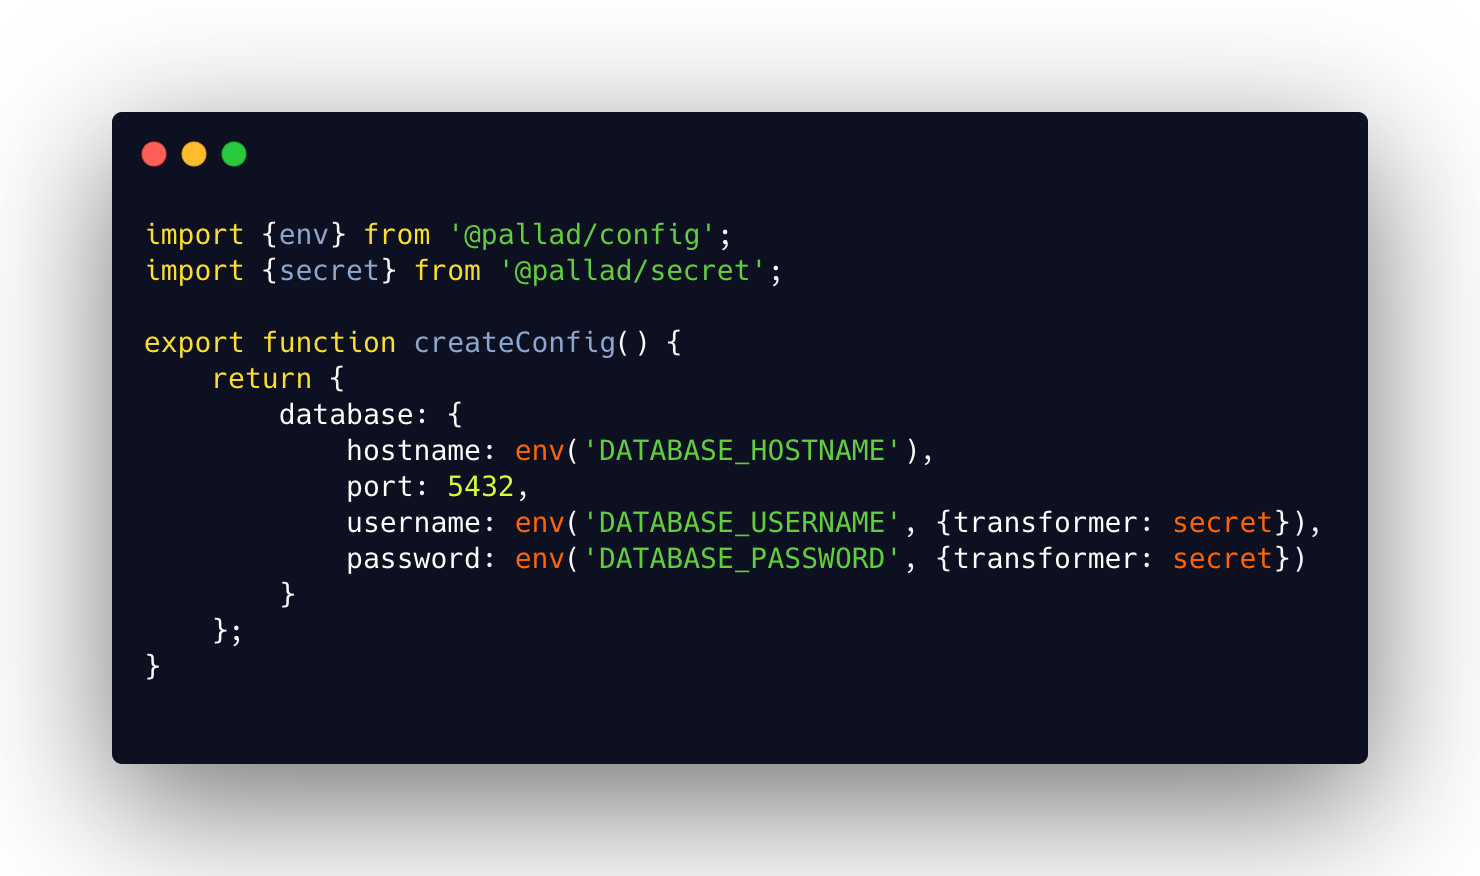 import {env} from '@pallad/config';
import {secret} from '@pallad/secret';

export function createConfig() {
    return {
        database: {
            hostname: env('DATABASE_HOSTNAME'),
            port: 5432,
            username: env('DATABASE_USERNAME', {transformer: secret}),
            password: env('DATABASE_PASSWORD', {transformer: secret})
        }
    };
}